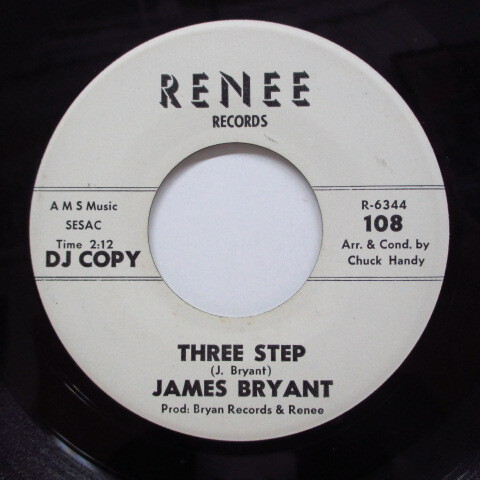 RENEE
RECORDS
A M S Music
SESAC
Time 2:12
DJ COPY
R-6344
108
Arr. & Cond. by
Chuck Handy
THREE STEP
(J. Bryant)
JAMES BRYANT
Prod: Bryan Records & Renee